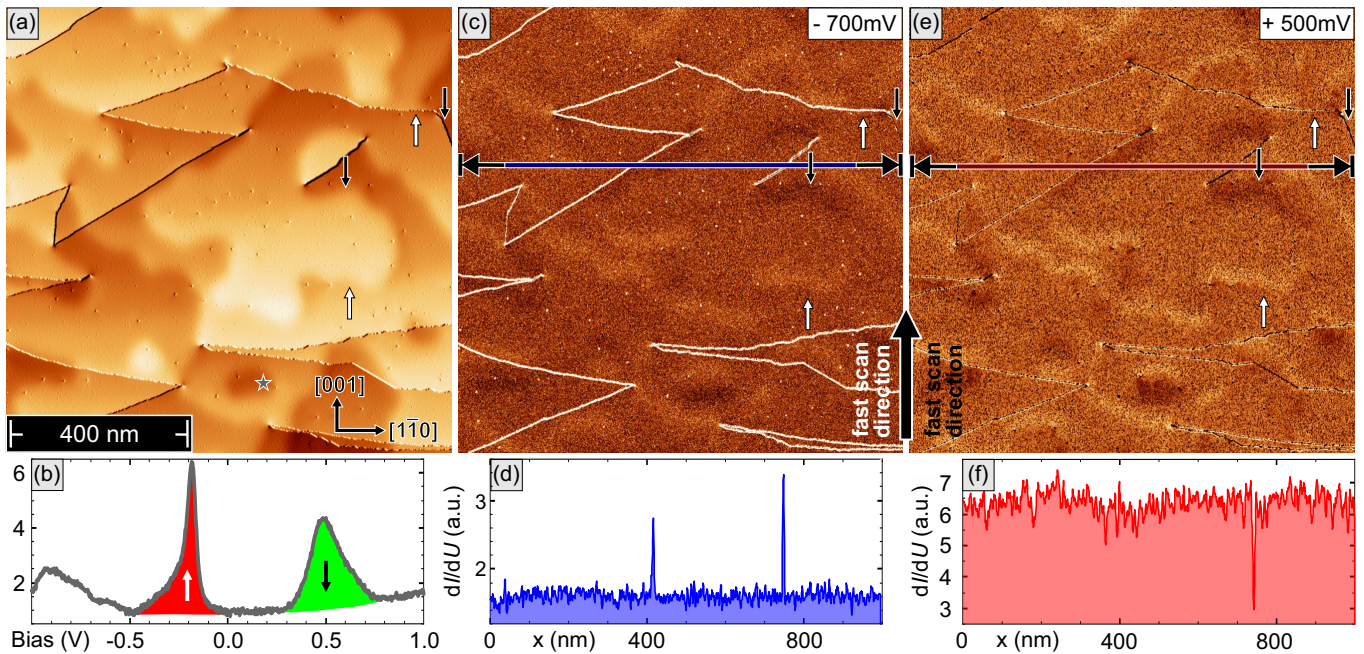 (a)
[001]
[11̅0]
400 nm
(c)
- 700mV
fast scan
direction
(e)
+ 500mV
fast scan
direction
(b)
6
4
2
Bias (V)
-0.5
0.0
0.5
1.0
(d)
dI/dU (a.u.)
3
2
x (nm)
400
800
(f)
dI/dU (a.u.)
7
6
5
4
3
0
x (nm)
400
800